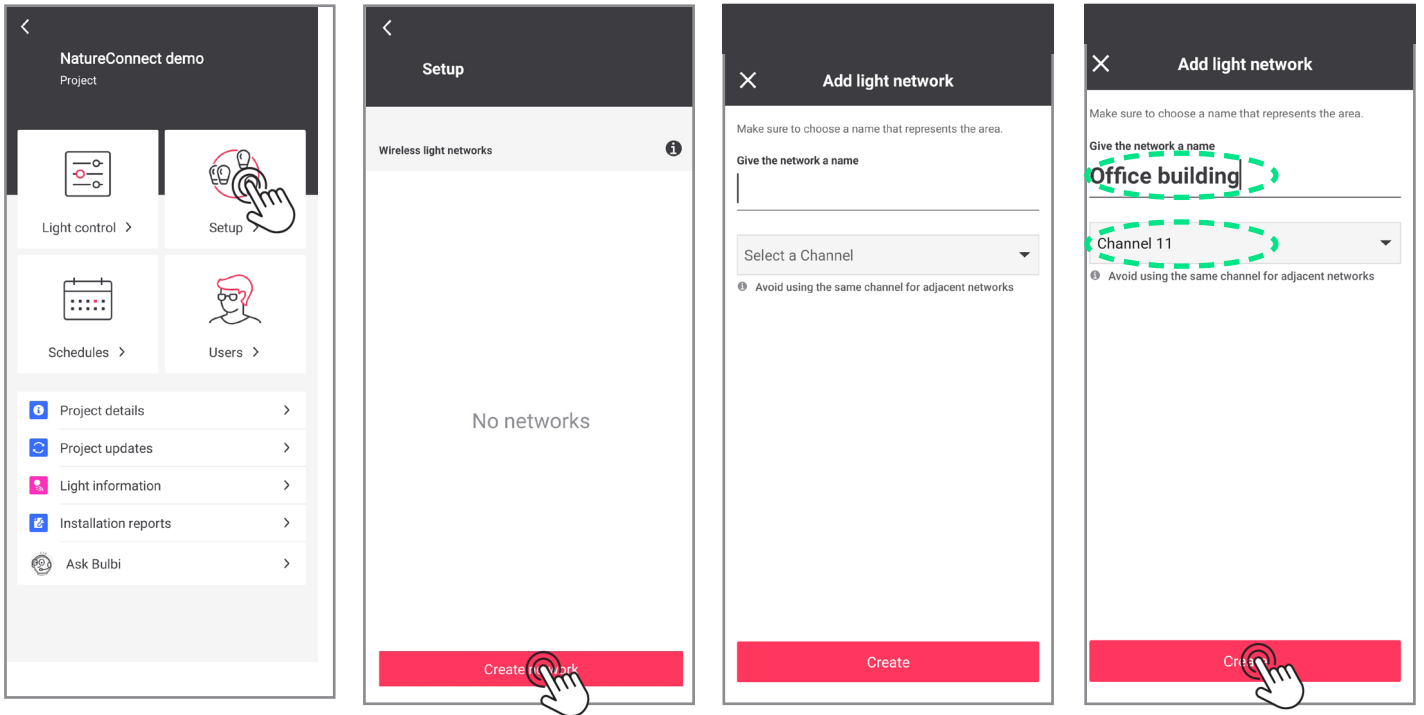 NatureConnect demo
Project
Light control
Setup
Schedules
Users
Project details
Project updates
Light information
Installation reports
Ask Bulbi
Setup
Wireless light networks
No networks
Create network
Add light network
Make sure to choose a name that represents the area.
Give the network a name
Select a Channel
Avoid using the same channel for adjacent networks
Create
Add light network
Make sure to choose a name that represents the area.
Give the network a name
Office building
Channel 11
Avoid using the same channel for adjacent networks
Create